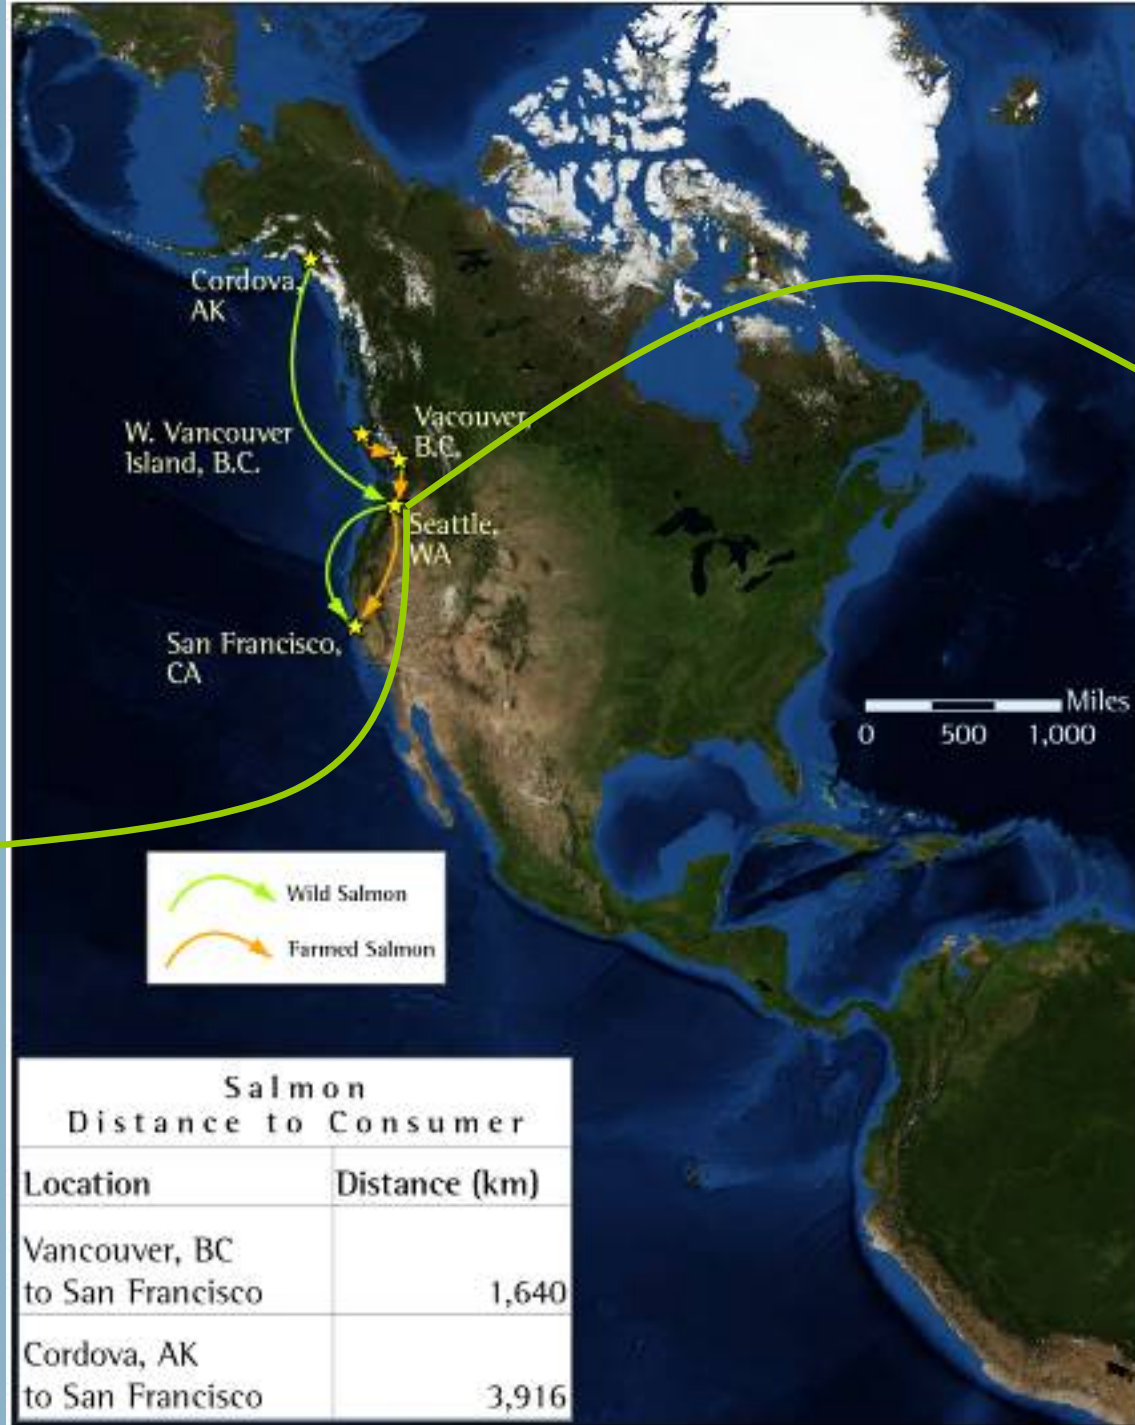 Cordova,
AK
W. Vancouver
Island, B.C.
Vacouver,
B.C.
Seattle,
WA
San Francisco,
CA
Miles
0 500 1,000
Wild Salmon
Farmed Salmon
Salmon
Distance to Consumer
Location Distance (km)
Vancouver, BC
to San Francisco 1,640
Cordova, AK
to San Francisco 3,916